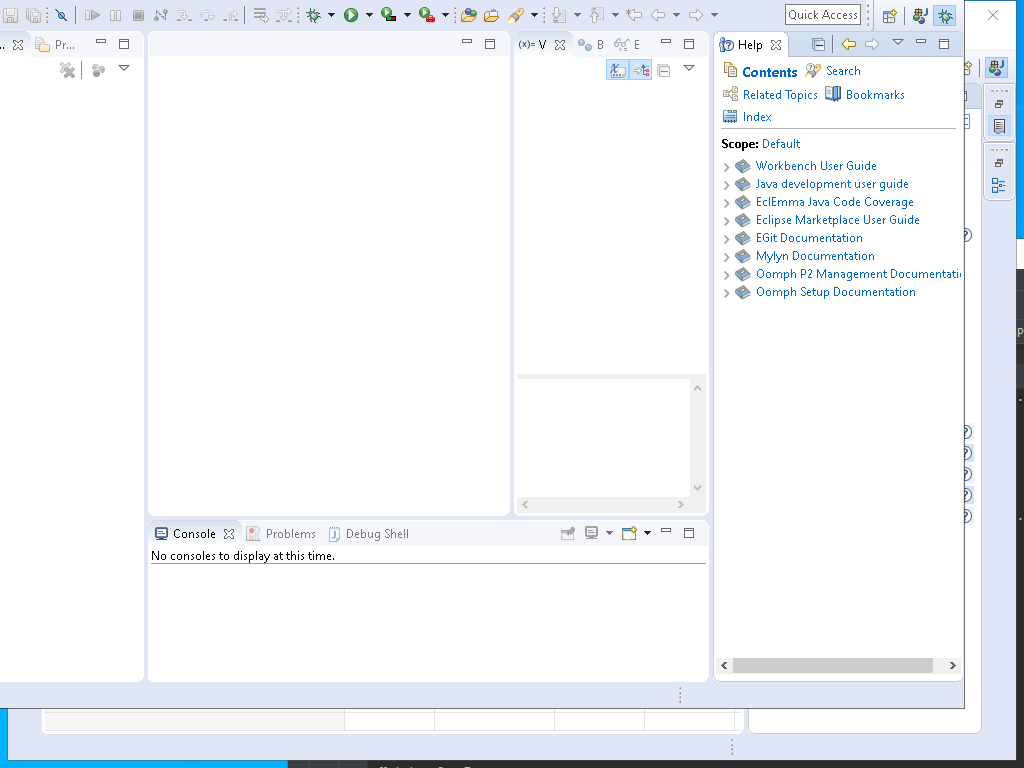 Quick Access
Pr...
(x)= V
B
E
Help
Contents
Search
Related Topics
Bookmarks
Index
Scope: Default
Workbench User Guide
Java development user guide
EclEmma Java Code Coverage
Eclipse Marketplace User Guide
EGit Documentation
Mylyn Documentation
Oomph P2 Management Documentati
Oomph Setup Documentation
Console
Problems
Debug Shell
No consoles to display at this time.